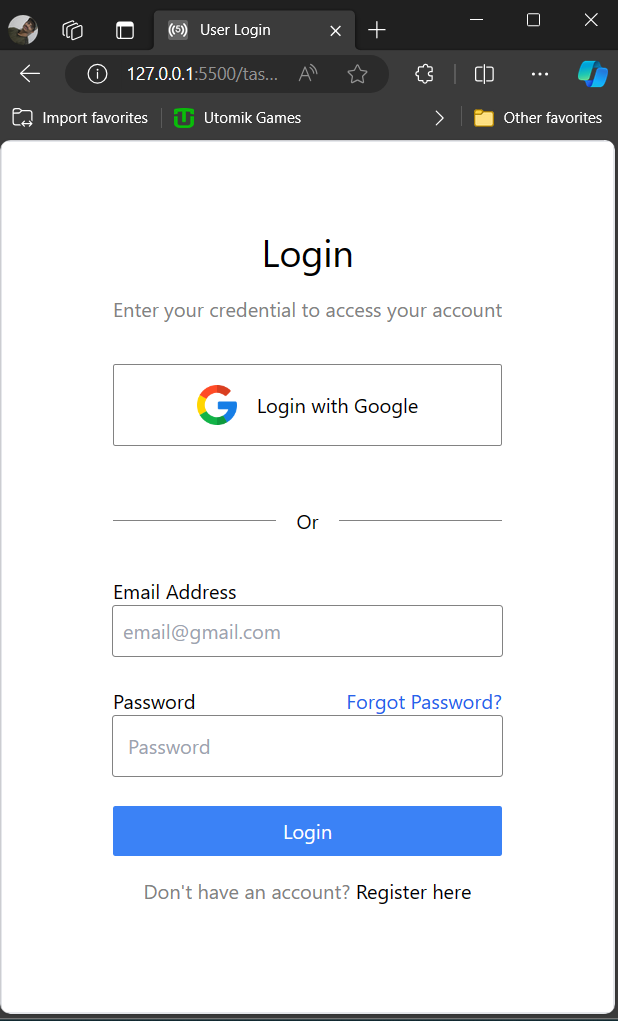 User Login
127.0.0.1:5500/tas...
Import favorites
Utomik Games
Other favorites
Login
Enter your credential to access your account
Login with Google
Or
Email Address
email@gmail.com
Password Forgot Password?
Password
Login
Don't have an account? Register here